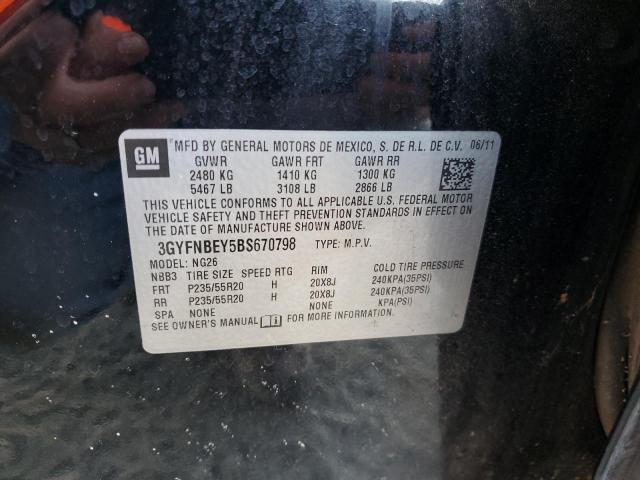 GM
MFD BY GENERAL MOTORS DE MEXICO, S. DE R.L. DE C.V. 06/11
GVWR GAWR FRT GAWR RR
2480 KG 1410 KG 1300 KG
5467 LB 3108 LB 2866 LB
THIS VEHICLE CONFORMS TO ALL APPLICABLE U.S. FEDERAL MOTOR
VEHICLE SAFETY AND THEFT PREVENTION STANDARDS IN EFFECT ON
THE DATE OF MANUFACTURE SHOWN ABOVE.
3GYFNBEY5BS670798 TYPE: M.P.V.
MODEL: NG26
N8B3 TIRE SIZE SPEED RTG RIM COLD TIRE PRESSURE
FRT P235/55R20 H 20X8J 240KPA(35PSI)
RR P235/55R20 H 20X8J 240KPA(35PSI)
SPA NONE NONE KPA(PSI)
SEE OWNER'S MANUAL FOR MORE INFORMATION.